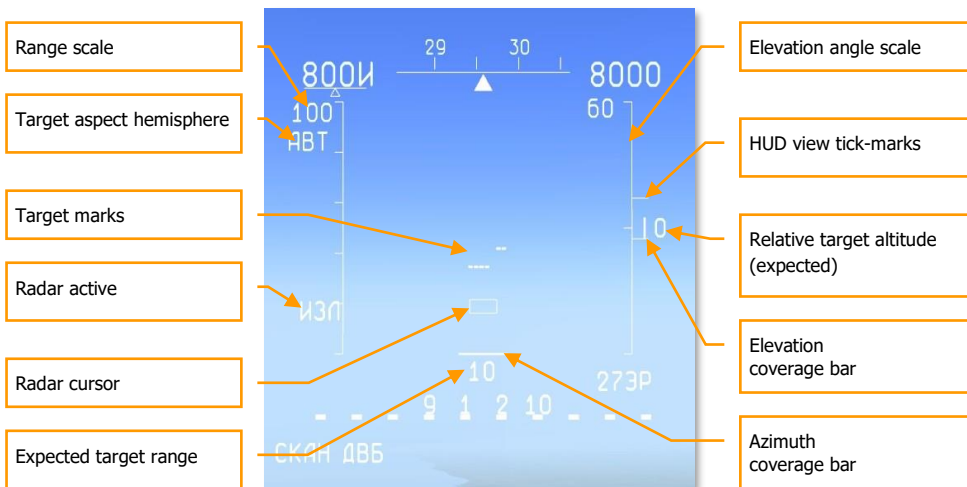 Range scale
Target aspect hemisphere
Target marks
Radar active
Radar cursor
Expected target range
29 30
800И 8000
100 60
АВТ
10
ИЗЛ
10 273Р
9 1 2 10
СКАН ДВБ
Elevation angle scale
HUD view tick-marks
Relative target altitude
(expected)
Elevation
coverage bar
Azimuth
coverage bar